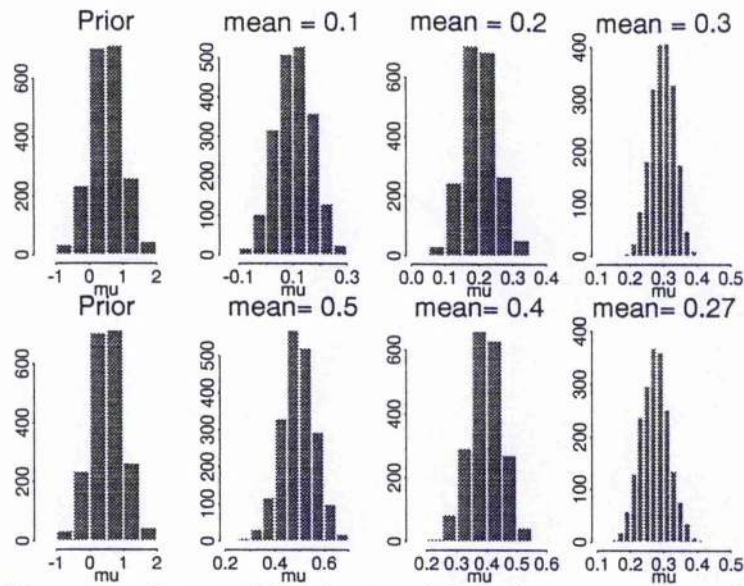 Prior
mean = 0.1
mean = 0.2
mean = 0.3
0 200 400 600
-1 0 1 2
mu
0 100 200 300 400 500
-0.1 0.1 0.3
mu
0 200 400 600
0.0 0.1 0.2 0.3 0.4
mu
0 100 200 300 400
0.1 0.2 0.3 0.4 0.5
mu
Prior
mean= 0.5
mean= 0.4
mean= 0.27
0 200 400 600
-1 0 1 2
mu
0 100 200 300 400 500
0.2 0.4 0.6
mu
0 200 400 600
0.2 0.3 0.4 0.5 0.6
mu
0 100 200 300 400
0.1 0.2 0.3 0.4 0.5
mu